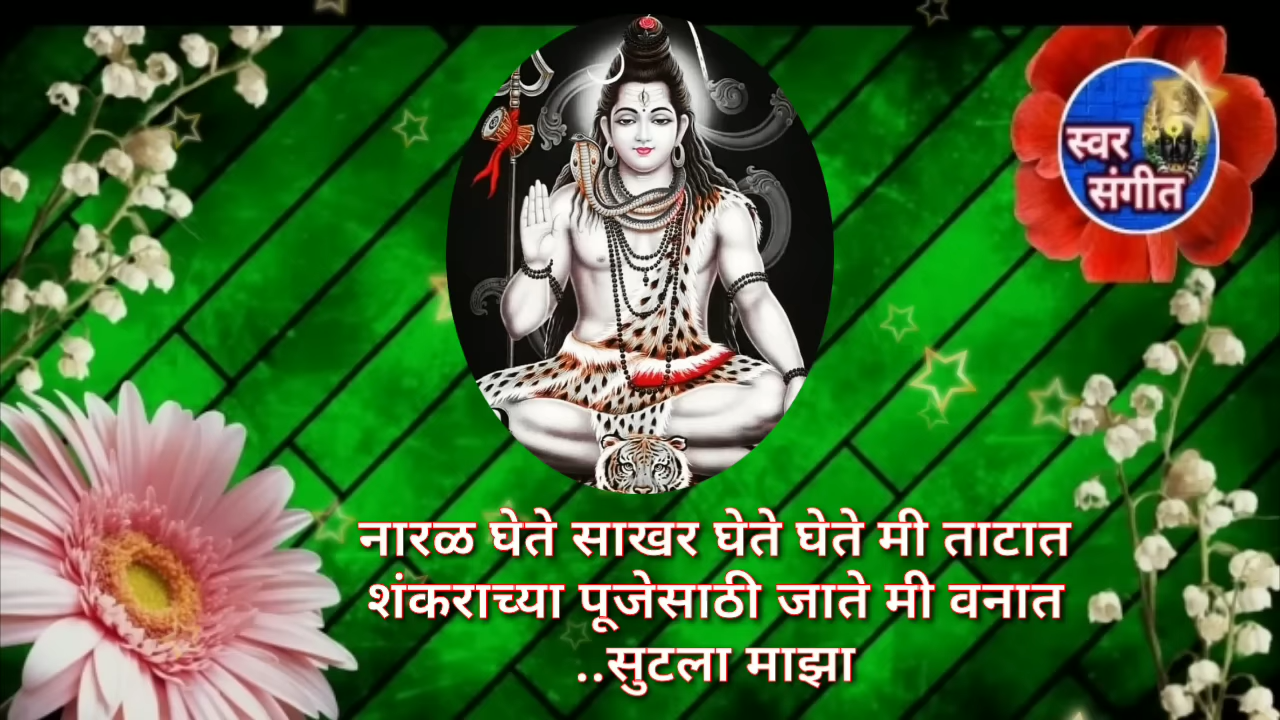 स्वर
संगीत
नारळ घेते साखर घेते घेते मी ताटात
शंकराच्या पूजेसाठी जाते मी वनात
..सुटला माझा